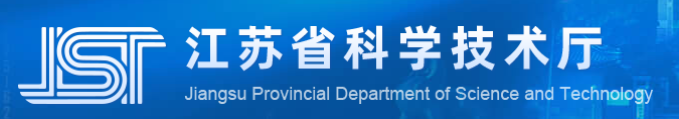 JST
江苏省科学技术厅
Jiangsu Provincial Department of Science and Technology